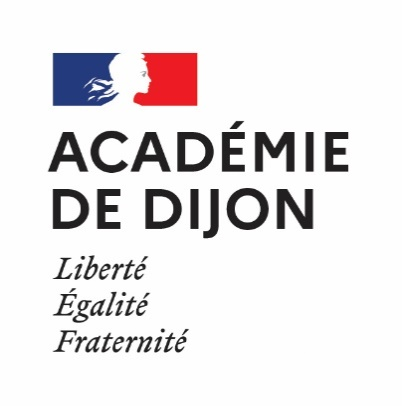 ACADÉMIE
DE DIJON
Liberté
Égalité
Fraternité